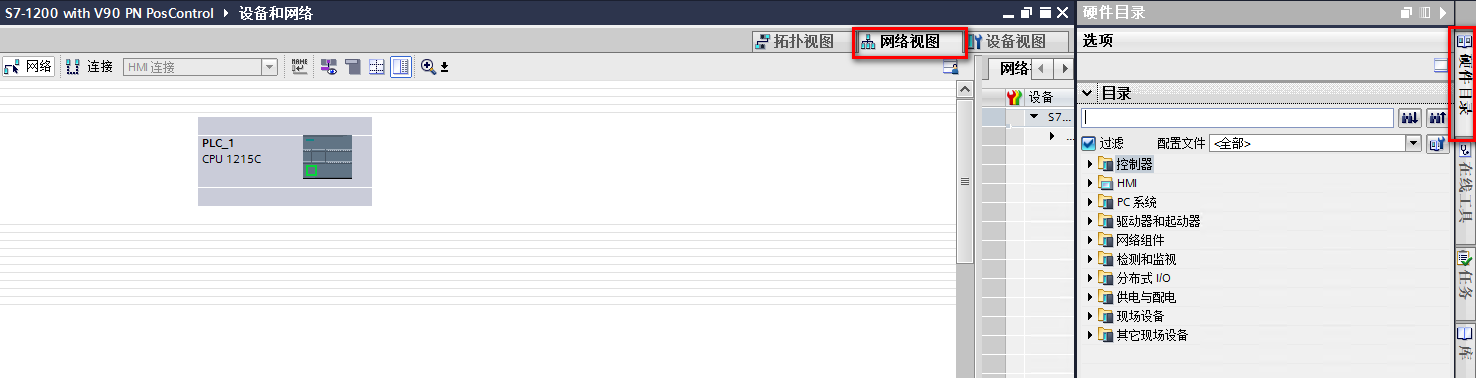 S7-1200 with V90 PN PosControl › 设备和网络
硬件目录
拓扑视图
网络视图
设备视图
选项
网络
连接
HMI 连接
目录
设备
S7...
...
过滤
配置文件
<全部>
PLC_1
CPU 1215C
控制器
HMI
PC 系统
驱动器和起动器
网络组件
检测和监视
分布式 I/O
供电与配电
现场设备
其它现场设备
硬件目录
在线工具
任务
库